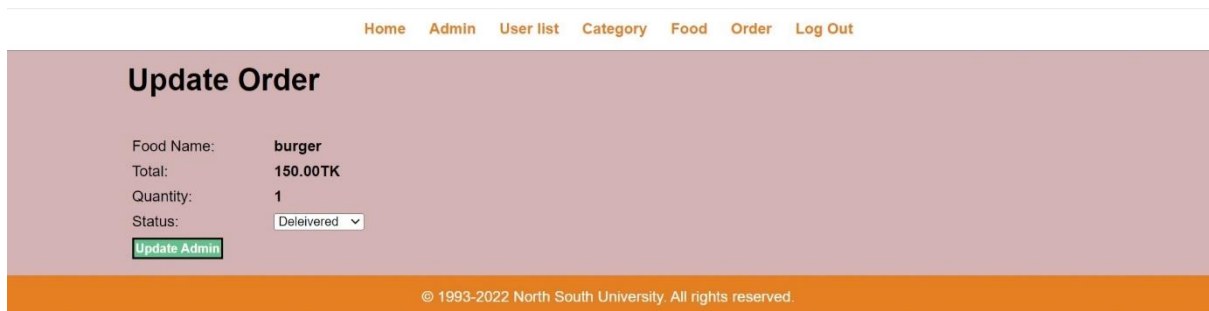 Home Admin User list Category Food Order Log Out
Update Order
Food Name: burger
Total: 150.00TK
Quantity: 1
Status: Deleivered
Update Admin
© 1993-2022 North South University. All rights reserved.